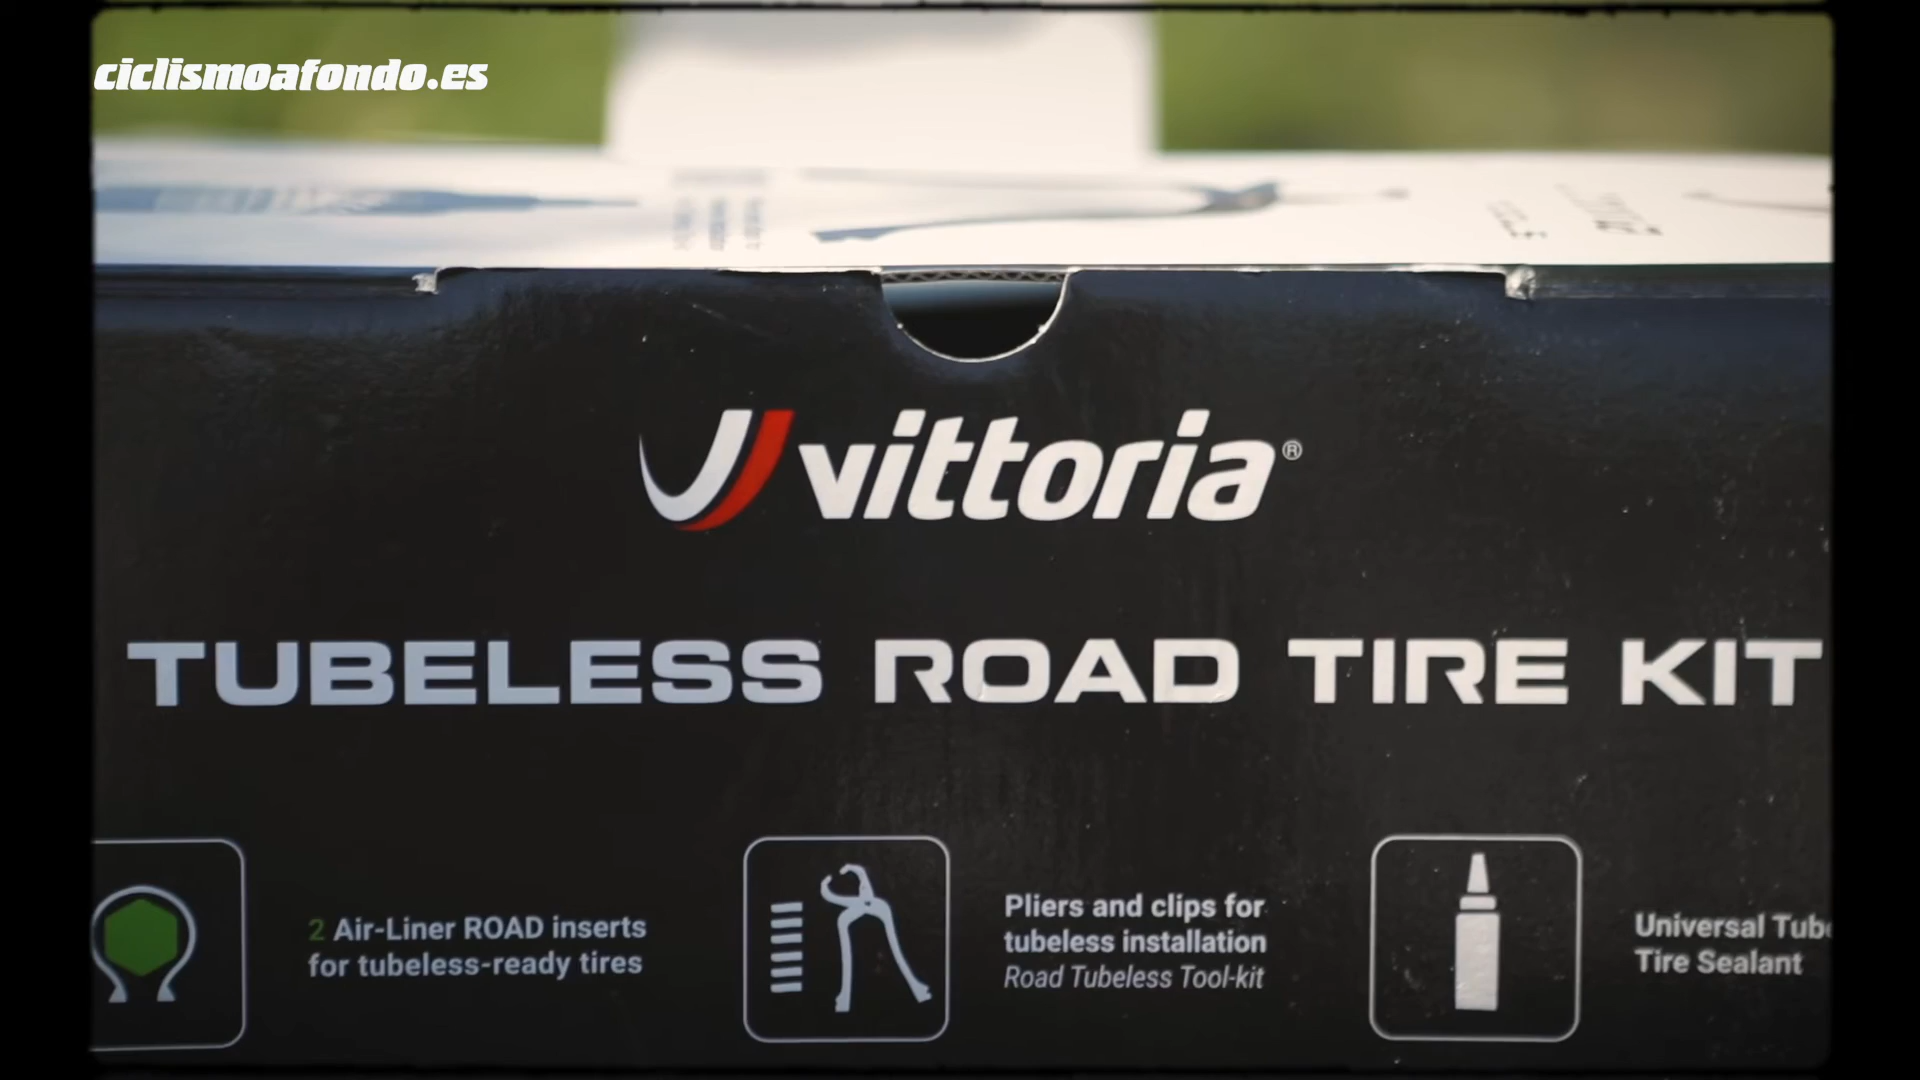 ciclismoafondo.es
vittoria®
TUBELESS ROAD TIRE KIT
2 Air-Liner ROAD inserts
for tubeless-ready tires
Pliers and clips for
tubeless installation
Road Tubeless Tool-kit
Universal
Tire Sealant